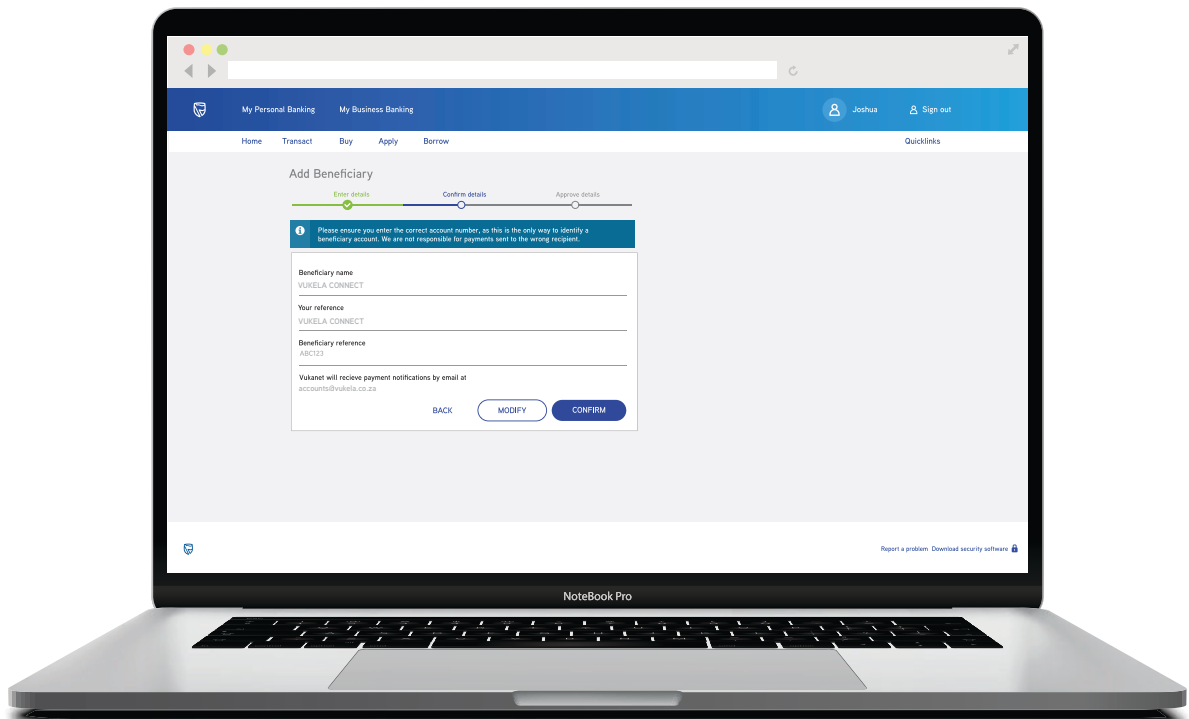 My Personal Banking My Business Banking Joshua Sign out
Home Transact Buy Apply Borrow Quicklinks
Add Beneficiary
Enter details Confirm details Approve details
Please ensure you enter the correct account number, as this is the only way to identify a
beneficiary account. We are not responsible for payments sent to the wrong recipient.
Beneficiary name
VUKELA CONNECT
Your reference
VUKELA CONNECT
Beneficiary reference
ABC123
Vukanet will recieve payment notifications by email at
accounts@vukela.co.za
BACK MODIFY CONFIRM
Report a problem Download security software
NoteBook Pro